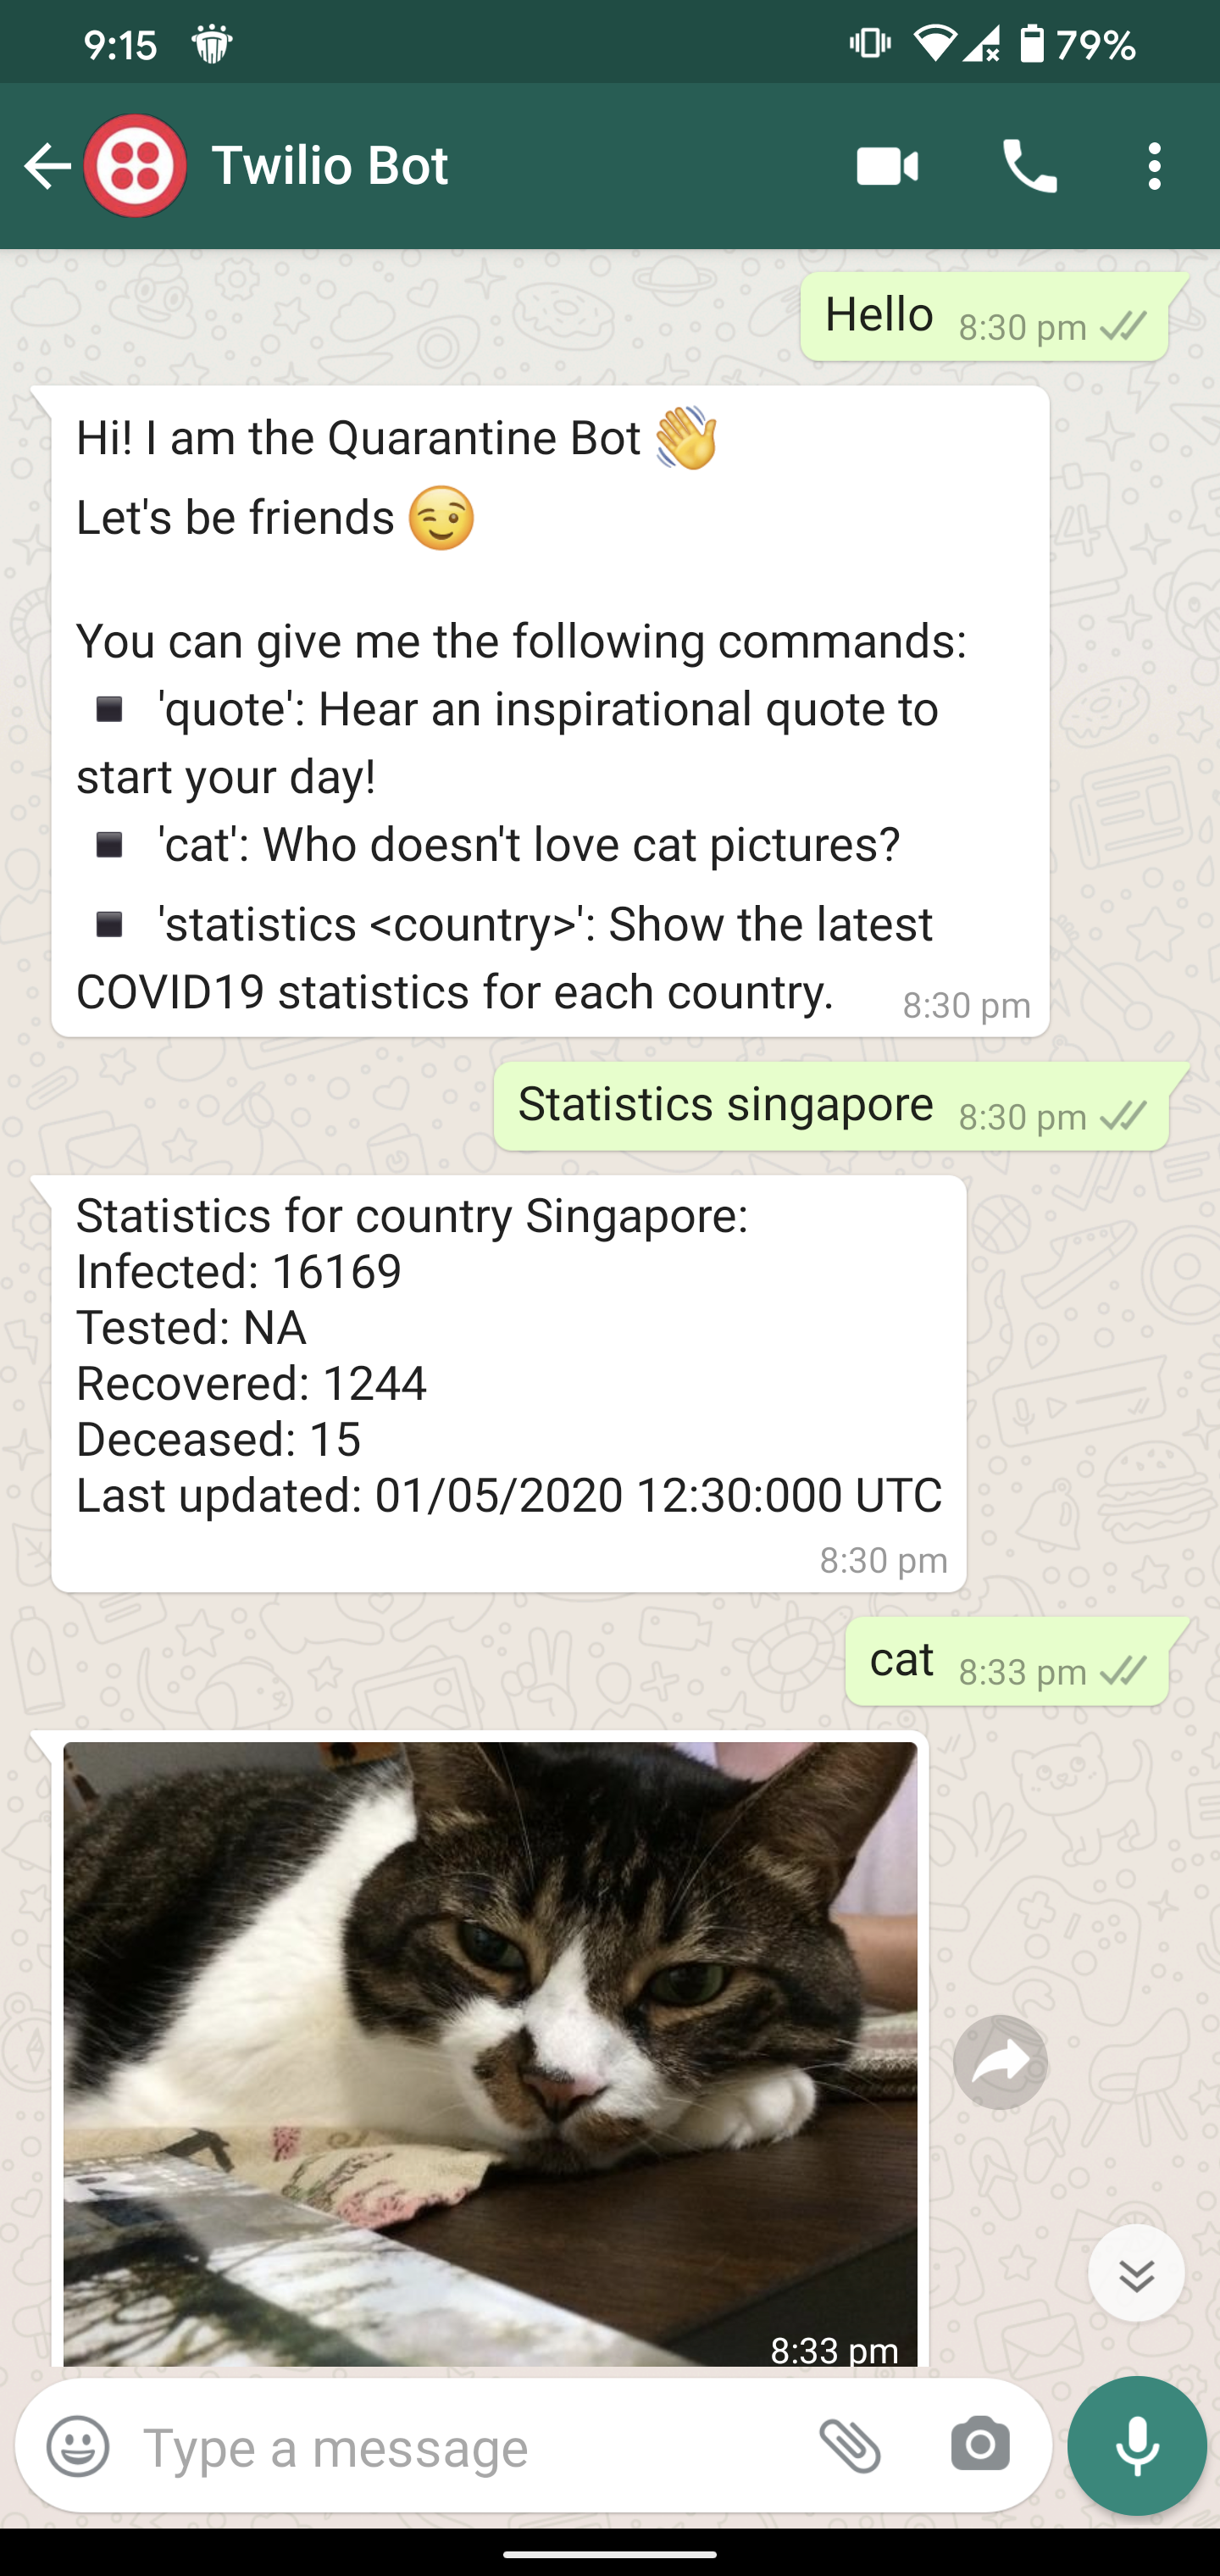 9:15
79%
Twilio Bot
Hello 8:30 pm
Hi! I am the Quarantine Bot 👋
Let's be friends 😉
You can give me the following commands:
▪ 'quote': Hear an inspirational quote to
start your day!
▪ 'cat': Who doesn't love cat pictures?
▪ 'statistics <country>': Show the latest
COVID19 statistics for each country. 8:30 pm
Statistics singapore 8:30 pm
Statistics for country Singapore:
Infected: 16169
Tested: NA
Recovered: 1244
Deceased: 15
Last updated: 01/05/2020 12:30:000 UTC
8:30 pm
cat 8:33 pm
8:33 pm
Type a message